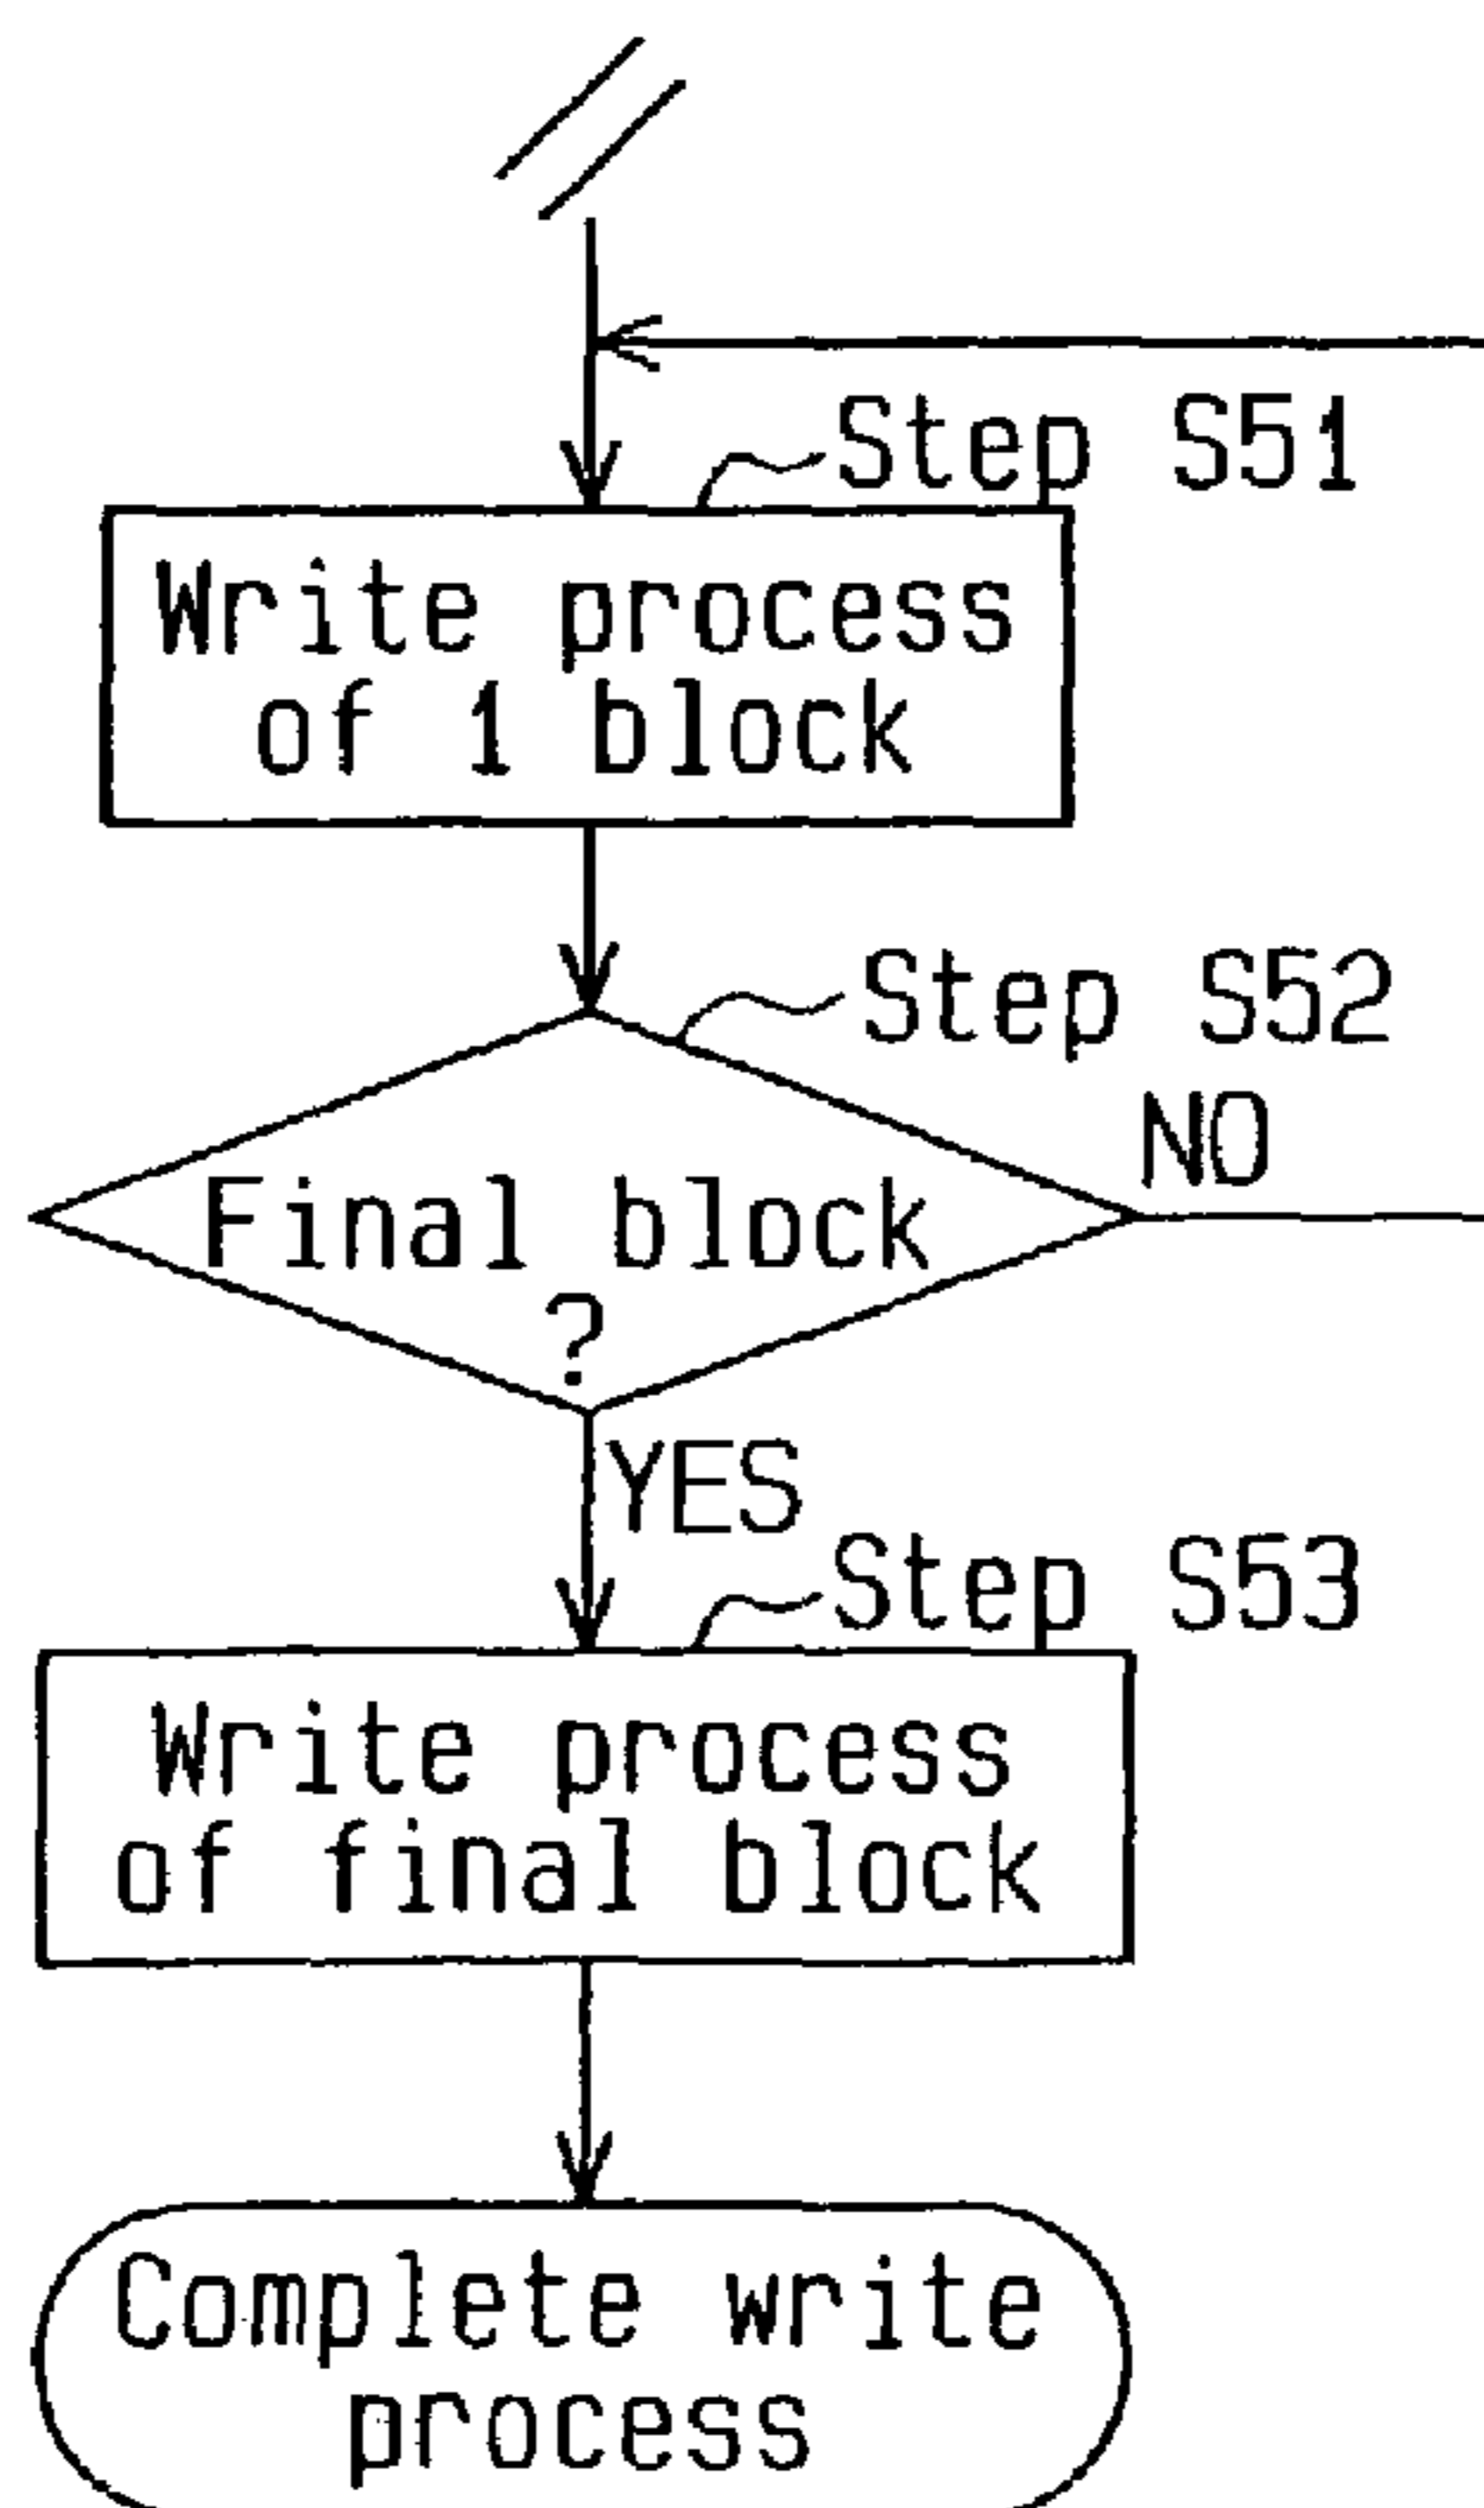 Step S51
Write process
of 1 block
Step S52
NO
Final block
?
YES
Step S53
Write process
of final block
Complete write
process